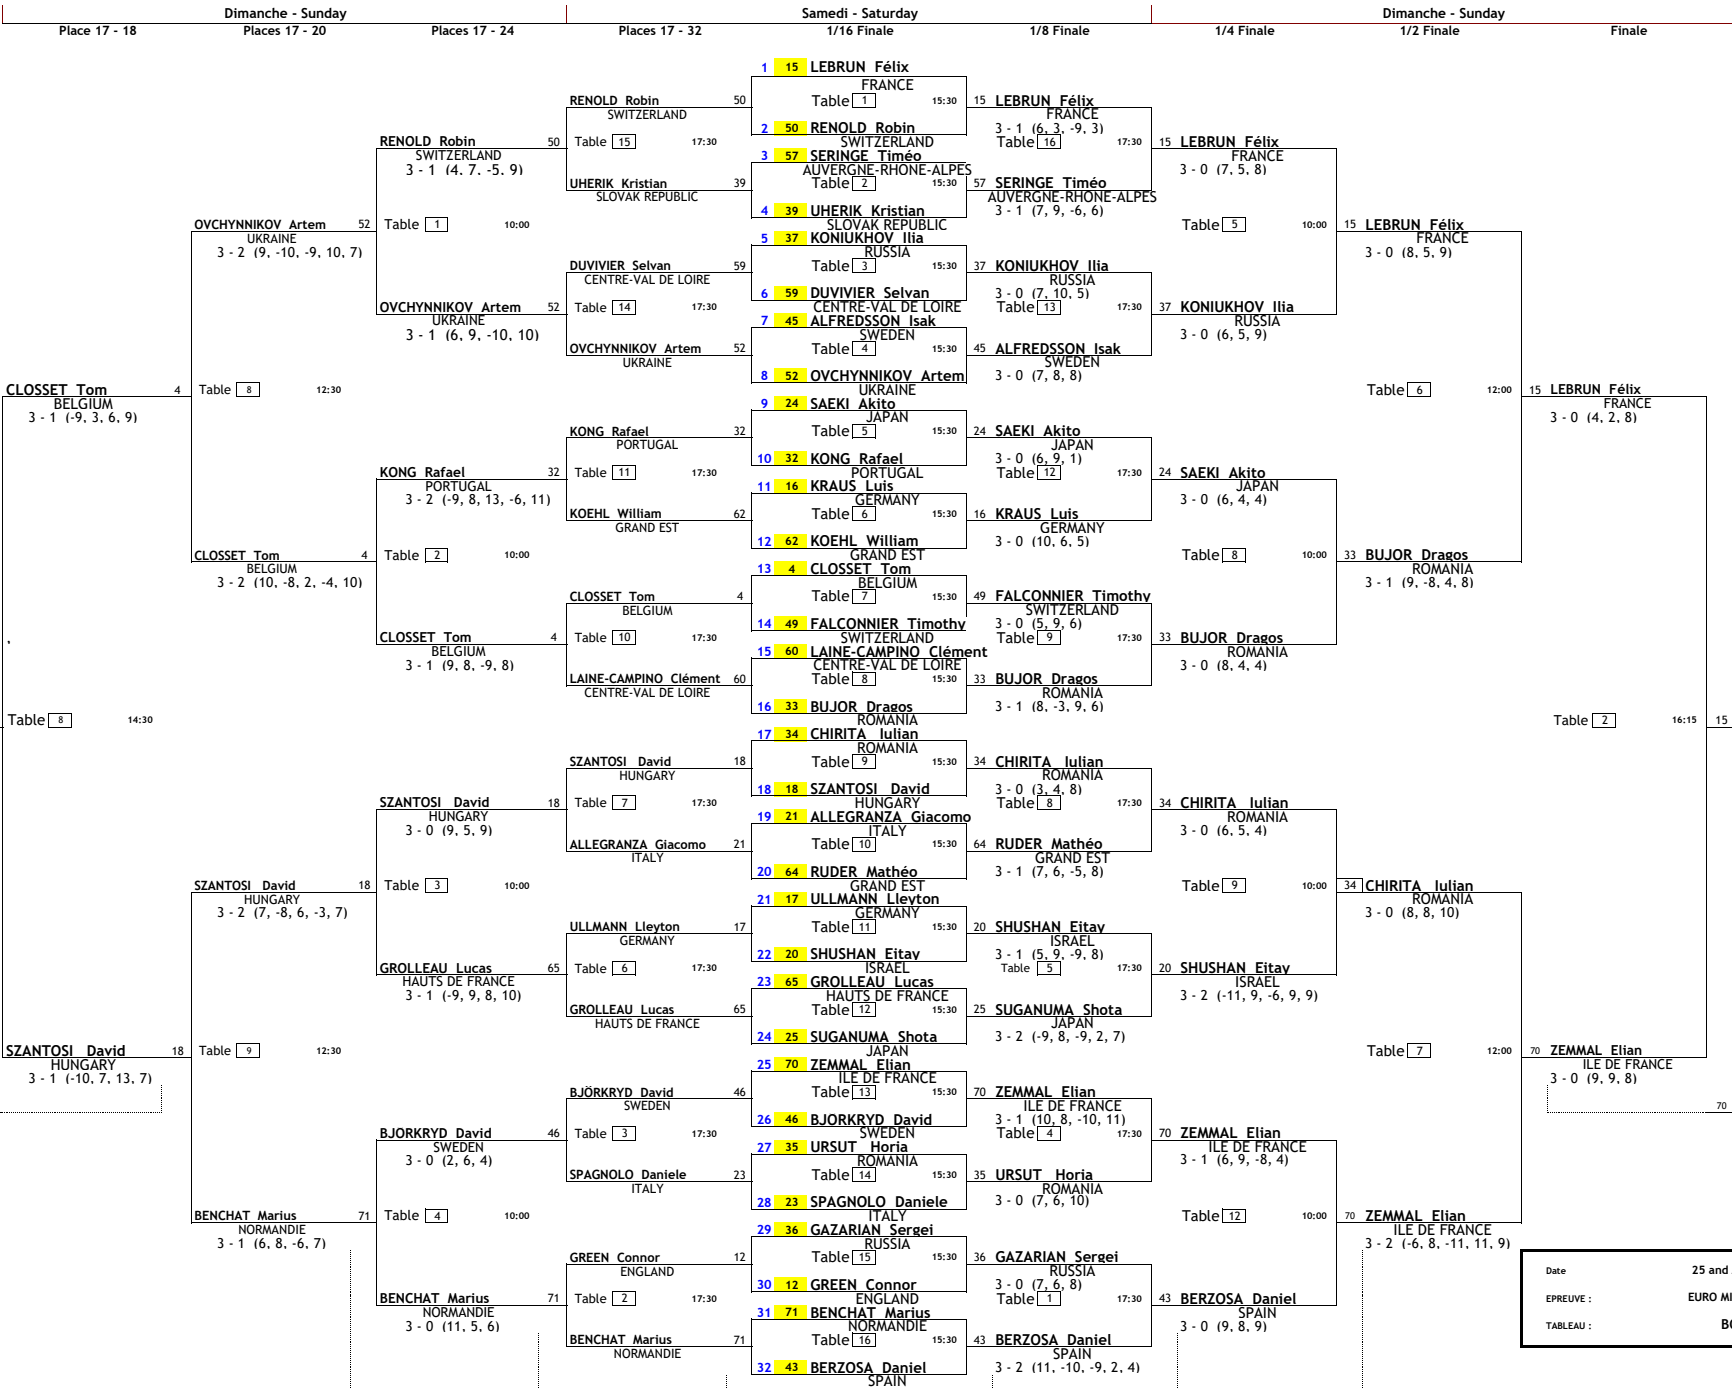 Dimanche - Sunday Samedi - Saturday Dimanche - Sunday
Place 17 - 18 Places 17 - 20 Places 17 - 24 Places 17 - 32 1/16 Finale 1/8 Finale 1/4 Finale 1/2 Finale Finale
1 15 LEBRUN Félix
FRANCE
RENOLD Robin 50 Table 1 15:30 15 LEBRUN Félix
SWITZERLAND FRANCE
2 50 RENOLD Robin 3 - 1 (6, 3, -9, 3)
RENOLD Robin 50 Table 15 17:30 SWITZERLAND Table 16 17:30 15 LEBRUN Félix
SWITZERLAND 3 57 SERINGE Timéo FRANCE
3 - 1 (4, 7, -5, 9) AUVERGNE-RHONE-ALPES 3 - 0 (7, 5, 8)
UHERIK Kristian 39 Table 2 15:30 57 SERINGE Timéo
SLOVAK REPUBLIC AUVERGNE-RHONE-ALPES
4 39 UHERIK Kristian 3 - 1 (7, 9, -6, 6)
OVCHYNNIKOV Artem 52 Table 1 10:00 SLOVAK REPUBLIC Table 5 10:00 15 LEBRUN Félix
UKRAINE 5 37 KONIUKHOV Ilia FRANCE
3 - 2 (9, -10, -9, 10, 7) RUSSIA 3 - 0 (8, 5, 9)
DUVIVIER Selvan 59 Table 3 15:30 37 KONIUKHOV Ilia
CENTRE-VAL DE LOIRE RUSSIA
6 59 DUVIVIER Selvan 3 - 0 (7, 10, 5)
OVCHYNNIKOV Artem 52 Table 14 17:30 CENTRE-VAL DE LOIRE Table 13 17:30 37 KONIUKHOV Ilia
UKRAINE 7 45 ALFREDSSON Isak RUSSIA
3 - 1 (6, 9, -10, 10) SWEDEN 3 - 0 (6, 5, 9)
OVCHYNNIKOV Artem 52 Table 4 15:30 45 ALFREDSSON Isak
UKRAINE SWEDEN
8 52 OVCHYNNIKOV Artem 3 - 0 (7, 8, 8)
CLOSSET Tom 4 Table 8 12:30 UKRAINE Table 6 12:00 15 LEBRUN Félix
BELGIUM 9 24 SAEKI Akito FRANCE
3 - 1 (-9, 3, 6, 9) JAPAN 3 - 0 (4, 2, 8)
KONG Rafael 32 Table 5 15:30 24 SAEKI Akito
PORTUGAL JAPAN
10 32 KONG Rafael 3 - 0 (6, 9, 1)
KONG Rafael 32 Table 11 17:30 PORTUGAL Table 12 17:30 24 SAEKI Akito
PORTUGAL 11 16 KRAUS Luis JAPAN
3 - 2 (-9, 8, 13, -6, 11) GERMANY 3 - 0 (6, 4, 4)
KOEHL William 62 Table 6 15:30 16 KRAUS Luis
GRAND EST GERMANY
12 62 KOEHL William 3 - 0 (10, 6, 5)
CLOSSET Tom 4 Table 2 10:00 GRAND EST Table 8 10:00 33 BUJOR Dragos
BELGIUM 13 4 CLOSSET Tom ROMANIA
3 - 2 (10, -8, 2, -4, 10) BELGIUM 3 - 1 (9, -8, 4, 8)
CLOSSET Tom 4 Table 7 15:30 49 FALCONNIER Timothy
BELGIUM SWITZERLAND
14 49 FALCONNIER Timothy 3 - 0 (5, 9, 6)
CLOSSET Tom 4 Table 10 17:30 SWITZERLAND Table 9 17:30 33 BUJOR Dragos
BELGIUM 15 60 LAINE-CAMPINO Clément ROMANIA
3 - 1 (9, 8, -9, 8) CENTRE-VAL DE LOIRE 3 - 0 (8, 4, 4)
LAINE-CAMPINO Clément 60 Table 8 15:30 33 BUJOR Dragos
CENTRE-VAL DE LOIRE ROMANIA
16 33 BUJOR Dragos 3 - 1 (8, -3, 9, 6)
Table 8 14:30 ROMANIA Table 2 16:15 15
17 34 CHIRITA Iulian
ROMANIA
SZANTOSI David 18 Table 9 15:30 34 CHIRITA Iulian
HUNGARY ROMANIA
18 18 SZANTOSI David 3 - 0 (3, 4, 8)
SZANTOSI David 18 Table 7 17:30 HUNGARY Table 8 17:30 34 CHIRITA Iulian
HUNGARY 19 21 ALLEGRANZA Giacomo ROMANIA
3 - 0 (9, 5, 9) ITALY 3 - 0 (6, 5, 4)
ALLEGRANZA Giacomo 21 Table 10 15:30 64 RUDER Mathéo
ITALY GRAND EST
20 64 RUDER Mathéo 3 - 1 (7, 6, -5, 8)
SZANTOSI David 18 Table 3 10:00 GRAND EST Table 9 10:00 34 CHIRITA Iulian
HUNGARY 21 17 ULLMANN Lleyton ROMANIA
3 - 2 (7, -8, 6, -3, 7) GERMANY 3 - 0 (8, 8, 10)
ULLMANN Lleyton 17 Table 11 15:30 20 SHUSHAN Eitay
GERMANY ISRAEL
22 20 SHUSHAN Eitay 3 - 1 (5, 9, -9, 8)
GROLLEAU Lucas 65 Table 6 17:30 ISRAEL Table 5 17:30 20 SHUSHAN Eitay
HAUTS DE FRANCE 23 65 GROLLEAU Lucas ISRAEL
3 - 1 (-9, 9, 8, 10) HAUTS DE FRANCE 3 - 2 (-11, 9, -6, 9, 9)
GROLLEAU Lucas 65 Table 12 15:30 25 SUGANUMA Shota
HAUTS DE FRANCE JAPAN
24 25 SUGANUMA Shota 3 - 2 (-9, 8, -9, 2, 7)
SZANTOSI David 18 Table 9 12:30 JAPAN Table 7 12:00 70 ZEMMAL Elian
HUNGARY 25 70 ZEMMAL Elian ILE DE FRANCE
3 - 1 (-10, 7, 13, 7) ILE DE FRANCE 3 - 0 (9, 9, 8)
BJÖRKRYD David 46 Table 13 15:30 70 ZEMMAL Elian
SWEDEN ILE DE FRANCE 70
26 46 BJORKRYD David 3 - 1 (10, 8, -10, 11)
BJORKRYD David 46 Table 3 17:30 SWEDEN Table 4 17:30 70 ZEMMAL Elian
SWEDEN 27 35 URSUT Horia ILE DE FRANCE
3 - 0 (2, 6, 4) ROMANIA 3 - 1 (6, 9, -8, 4)
SPAGNOLO Daniele 23 Table 14 15:30 35 URSUT Horia
ITALY ROMANIA
28 23 SPAGNOLO Daniele 3 - 0 (7, 6, 10)
BENCHAT Marius 71 Table 4 10:00 ITALY Table 12 10:00 70 ZEMMAL Elian
NORMANDIE 29 36 GAZARIAN Sergei ILE DE FRANCE
3 - 1 (6, 8, -6, 7) RUSSIA 3 - 2 (-6, 8, -11, 11, 9)
GREEN Connor 12 Table 15 15:30 36 GAZARIAN Sergei
ENGLAND RUSSIA Date 25 and
30 12 GREEN Connor 3 - 0 (7, 6, 8)
BENCHAT Marius 71 Table 2 17:30 ENGLAND Table 1 17:30 43 BERZOSA Daniel EPREUVE : EURO MI
NORMANDIE 31 71 BENCHAT Marius SPAIN
3 - 0 (11, 5, 6) NORMANDIE 3 - 0 (9, 8, 9) TABLEAU :
BENCHAT Marius 71 Table 16 15:30 43 BERZOSA Daniel
NORMANDIE SPAIN
32 43 BERZOSA Daniel 3 - 2 (11, -10, -9, 2, 4)
SPAIN